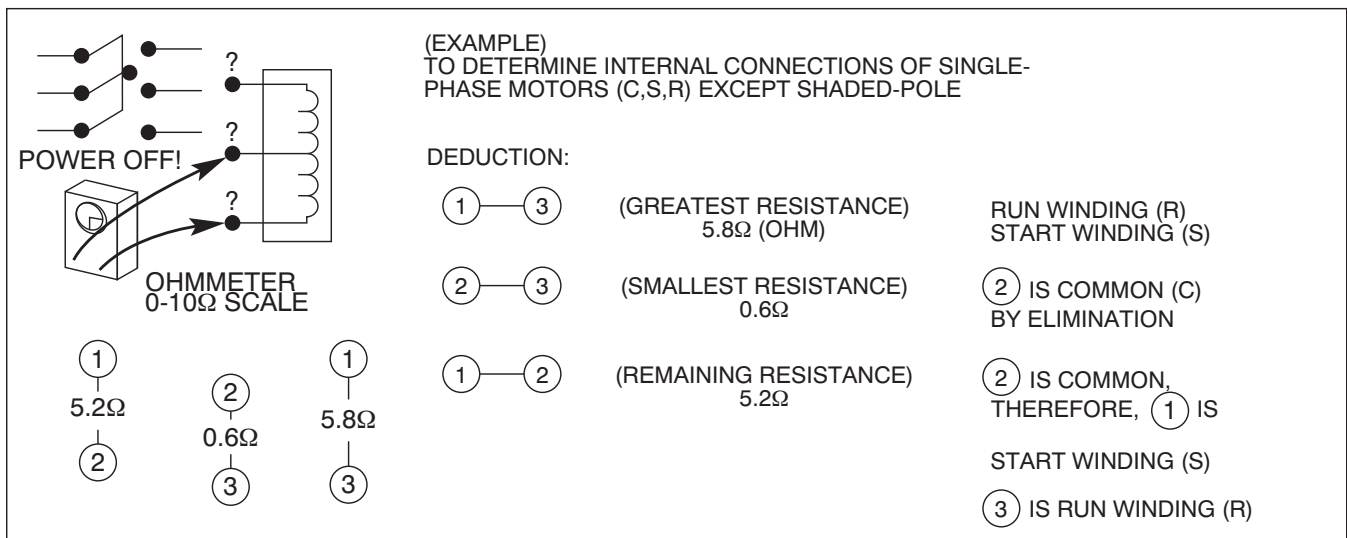 (EXAMPLE)
TO DETERMINE INTERNAL CONNECTIONS OF SINGLE-
PHASE MOTORS (C,S,R) EXCEPT SHADED-POLE
?
?
?
POWER OFF!
OHMMETER
0-10Ω SCALE
1
5.2Ω
2
2
0.6Ω
3
1
5.8Ω
3
DEDUCTION:
1 3 (GREATEST RESISTANCE) RUN WINDING (R)
5.8Ω (OHM) START WINDING (S)
2 3 (SMALLEST RESISTANCE) 2 IS COMMON (C)
0.6Ω BY ELIMINATION
1 2 (REMAINING RESISTANCE) 2 IS COMMON,
5.2Ω THEREFORE, 1 IS
START WINDING (S)
3 IS RUN WINDING (R)